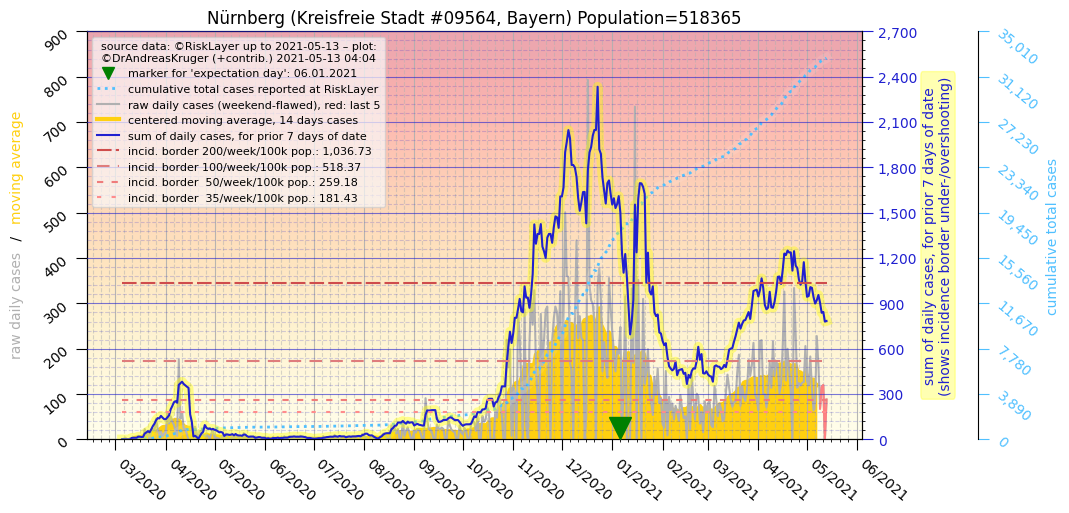 Nürnberg (Kreisfreie Stadt #09564, Bayern) Population=518365
source data: ©RiskLayer up to 2021-05-13 – plot:
©DrAndreasKruger (+contrib.) 2021-05-13 04:04
marker for 'expectation day': 06.01.2021
cumulative total cases reported at RiskLayer
raw daily cases (weekend-flawed), red: last 5
centered moving average, 14 days cases
sum of daily cases, for prior 7 days of date
incid. border 200/week/100k pop.: 1,036.73
incid. border 100/week/100k pop.: 518.37
incid. border  50/week/100k pop.: 259.18
incid. border  35/week/100k pop.: 181.43
raw daily cases  /  moving average
900
800
700
600
500
400
300
200
100
0
03/2020
04/2020
05/2020
06/2020
07/2020
08/2020
09/2020
10/2020
11/2020
12/2020
01/2021
02/2021
03/2021
04/2021
05/2021
06/2021
2,700
2,400
2,100
1,800
1,500
1,200
900
600
300
0
sum of daily cases, for prior 7 days of date
(shows incidence border under-/overshooting)
35,010
31,120
27,230
23,340
19,450
15,560
11,670
7,780
3,890
0
cumulative total cases